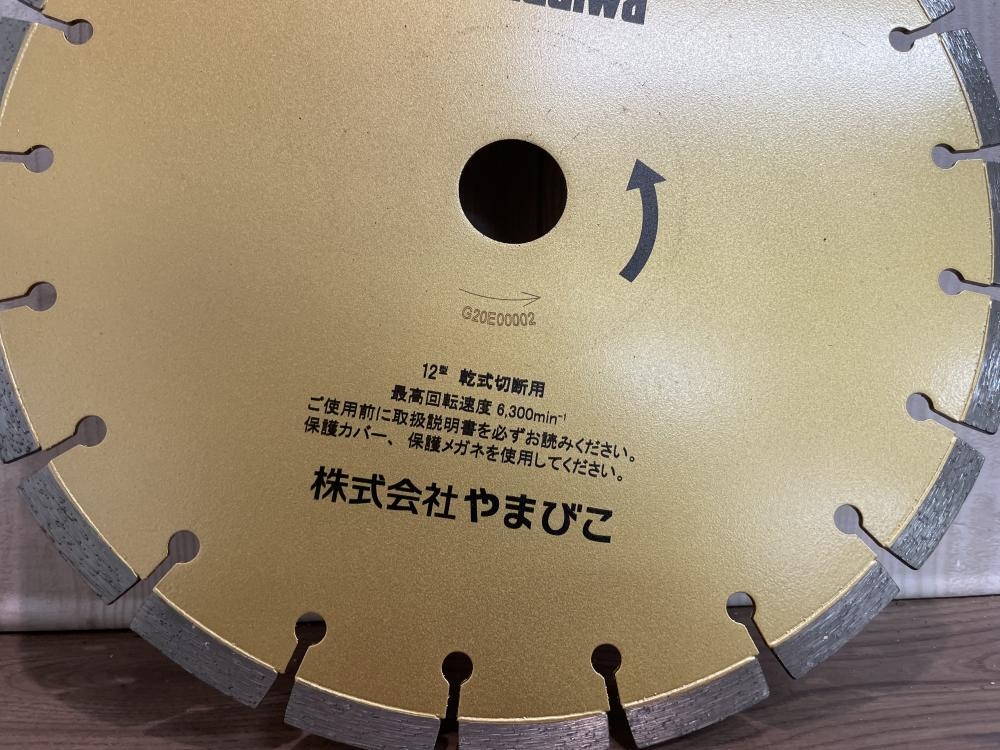 G20E00002
12型 乾式切断用
最高回転速度 6,300min⁻¹
ご使用前に取扱説明書を必ずお読みください。
保護カバー、保護メガネを使用してください。
株式会社やまびこ